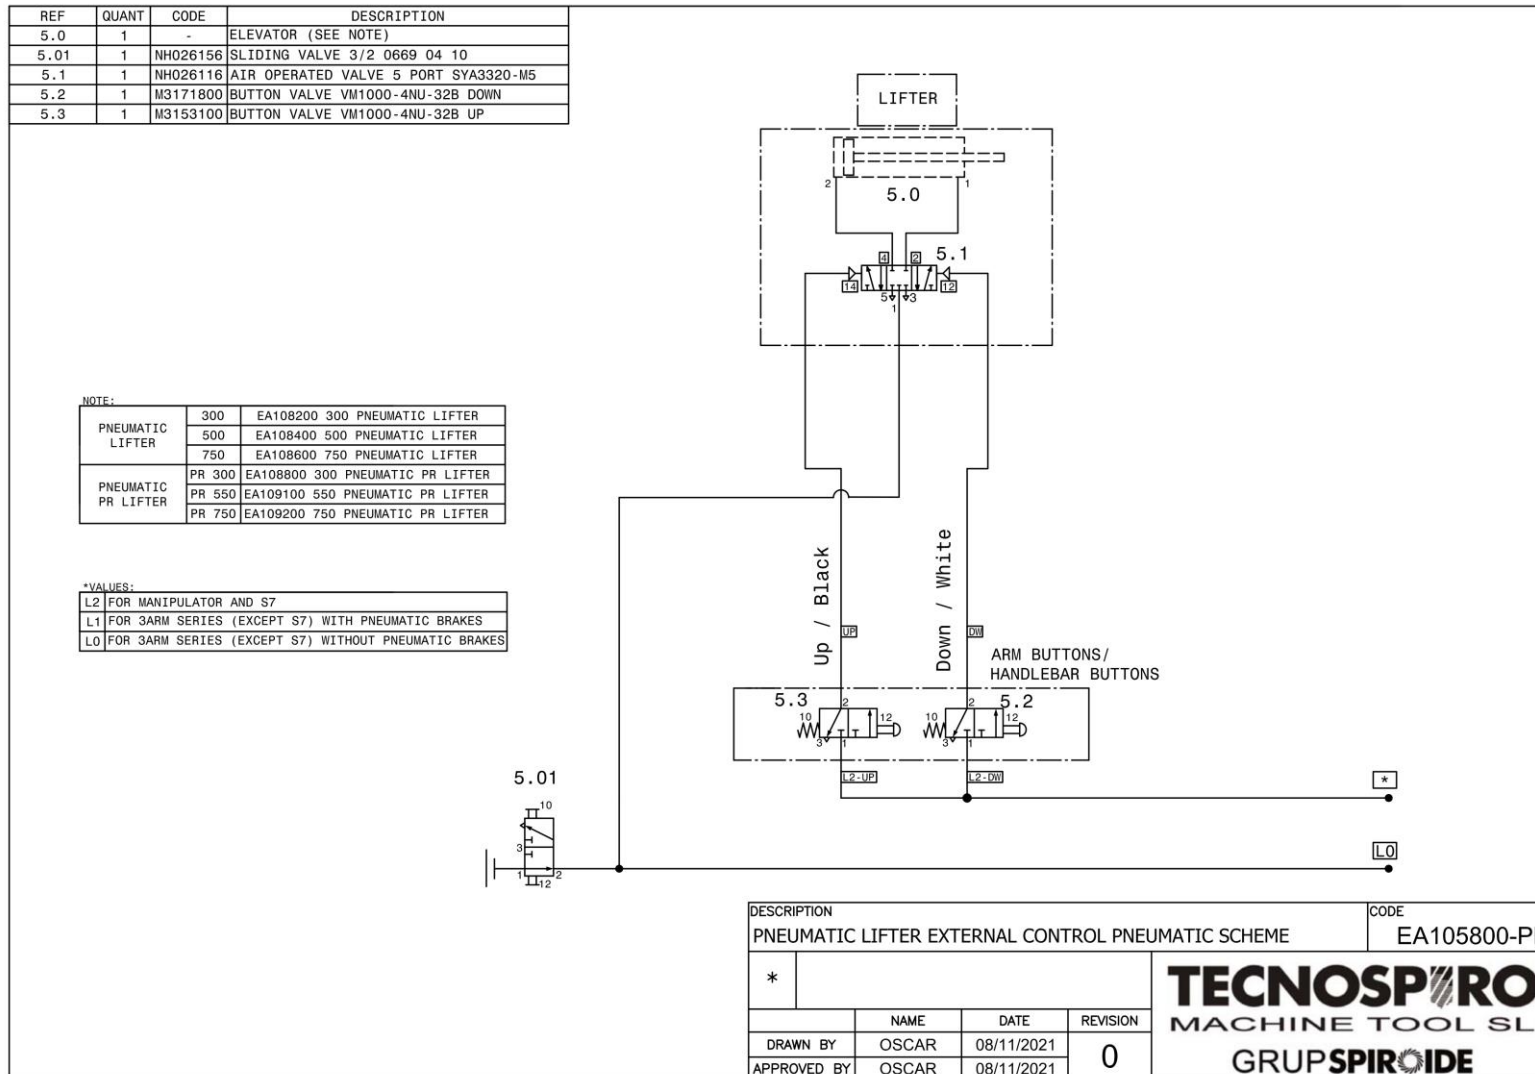 REF QUANT CODE DESCRIPTION
5.0 1 - ELEVATOR (SEE NOTE)
5.01 1 NH026156 SLIDING VALVE 3/2 0669 04 10
5.1 1 NH026116 AIR OPERATED VALVE 5 PORT SYA3320-M5
5.2 1 M3171800 BUTTON VALVE VM1000-4NU-32B DOWN
5.3 1 M3153100 BUTTON VALVE VM1000-4NU-32B UP
LIFTER
2 1
5.0
4 2 5.1
14 12
5 3
1
NOTE:
PNEUMATIC LIFTER
300 EA108200 300 PNEUMATIC LIFTER
500 EA108400 500 PNEUMATIC LIFTER
750 EA108600 750 PNEUMATIC LIFTER
PNEUMATIC PR LIFTER
PR 300 EA108800 300 PNEUMATIC PR LIFTER
PR 550 EA109100 550 PNEUMATIC PR LIFTER
PR 750 EA109200 750 PNEUMATIC PR LIFTER
*VALUES:
L2 FOR MANIPULATOR AND S7
L1 FOR 3ARM SERIES (EXCEPT S7) WITH PNEUMATIC BRAKES
L0 FOR 3ARM SERIES (EXCEPT S7) WITHOUT PNEUMATIC BRAKES
Up / Black
Down / White
UP DW
ARM BUTTONS/
HANDLEBAR BUTTONS
5.3 2 2 5.2
10 12 10 12
3 1 3 1
L2-UP L2-DW
*
5.01
10
3
1 2
12
L0
DESCRIPTION
PNEUMATIC LIFTER EXTERNAL CONTROL PNEUMATIC SCHEME
CODE
EA105800-P
*
NAME DATE REVISION
DRAWN BY OSCAR 08/11/2021
APPROVED BY OSCAR 08/11/2021
0
TECNOSPIRO
MACHINE TOOL SL
GRUPSPIROIDE